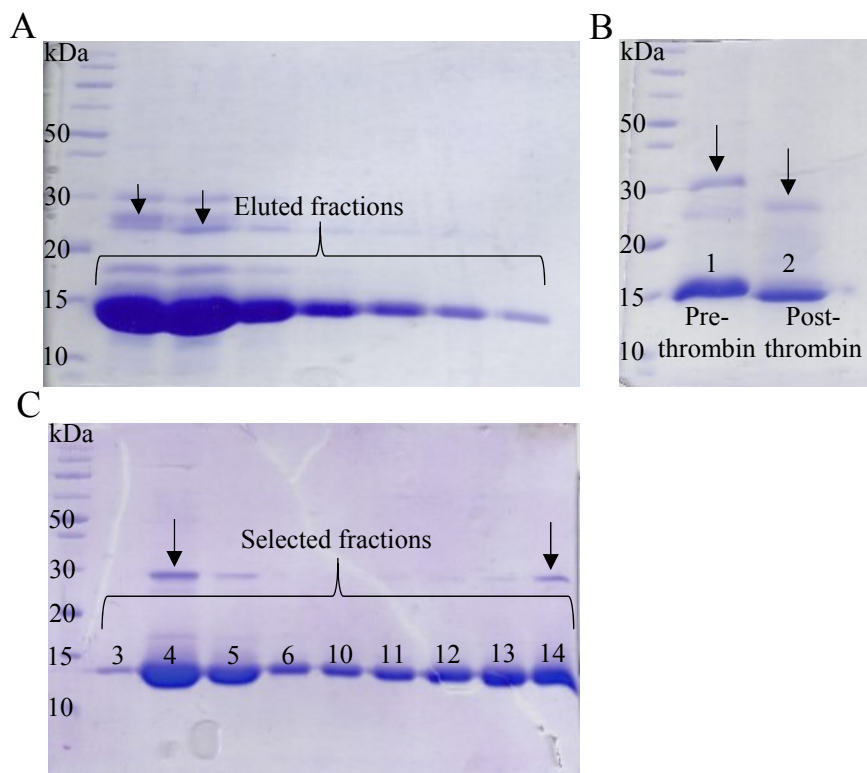 A
kDa
50
30
20
15
10
Eluted fractions
B
kDa
50
30
20
15
10
1 2
Pre- Post-
thrombin thrombin
C
kDa
50
30
20
15
10
Selected fractions
3 4 5 6 10 11 12 13 14